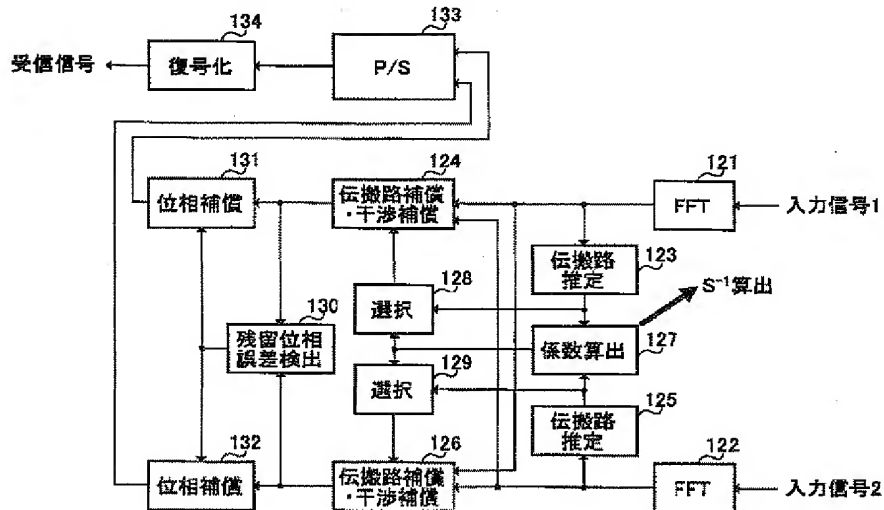 134
133
受信信号
復号化
P/S
131
124
121
位相補償
伝搬路補償
・干渉補償
FFT
入力信号1
123
伝搬路
推定
128
S⁻¹算出
130
選択
残留位相
誤差検出
係数算出
127
129
選択
125
伝搬路
推定
132
126
122
位相補償
伝搬路補償
・干渉補償
FFT
入力信号2